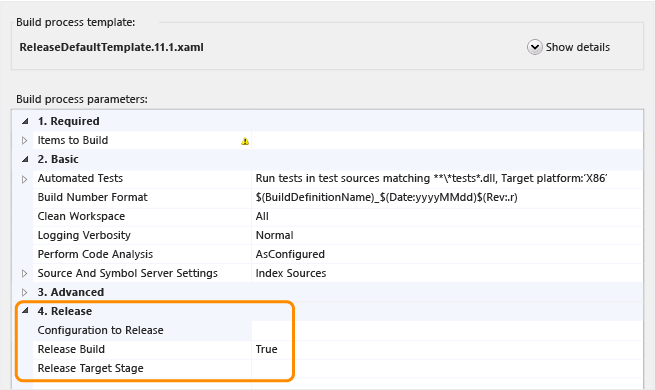 Build process template:
ReleaseDefaultTemplate.11.1.xaml
Show details
Build process parameters:
1. Required
Items to Build
2. Basic
Automated Tests Run tests in test sources matching **\*tests*.dll, Target platform:'X86'
Build Number Format $(BuildDefinitionName)_$(Date:yyyyMMdd)$(Rev:.r)
Clean Workspace All
Logging Verbosity Normal
Perform Code Analysis AsConfigured
Source And Symbol Server Settings Index Sources
3. Advanced
4. Release
Configuration to Release
Release Build True
Release Target Stage